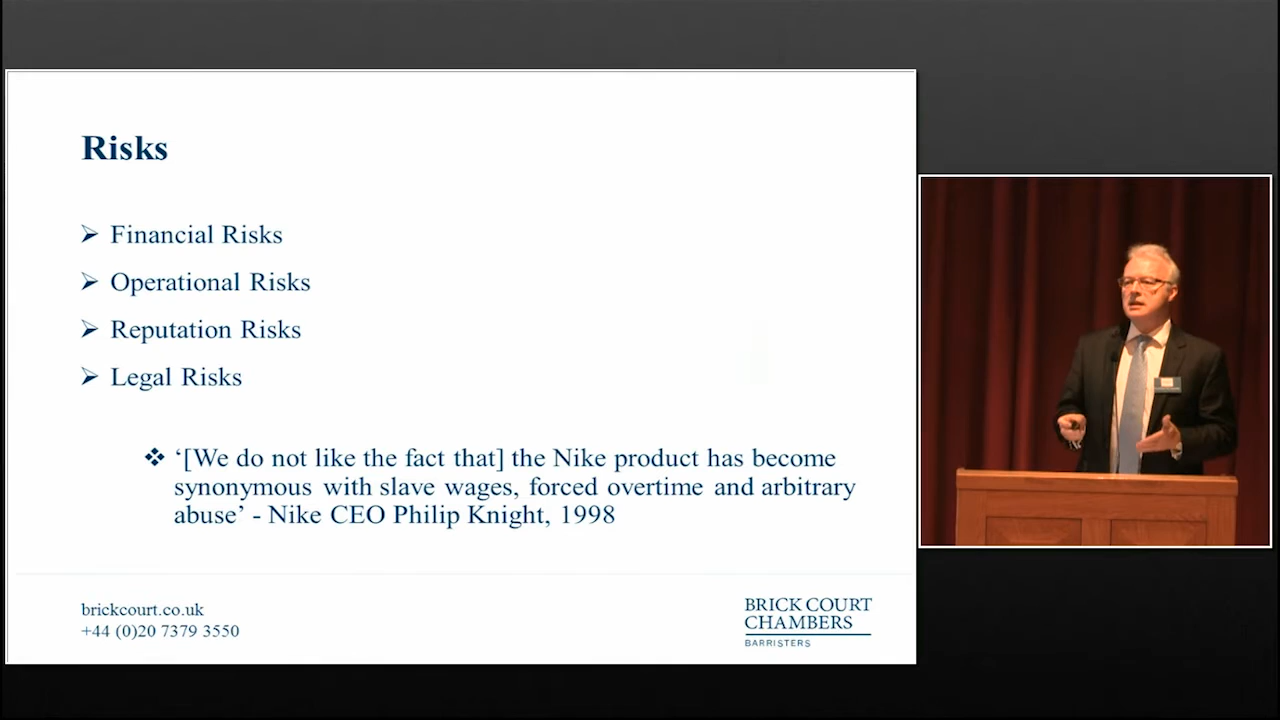 Risks
Financial Risks
Operational Risks
Reputation Risks
Legal Risks
‘[We do not like the fact that] the Nike product has become
synonymous with slave wages, forced overtime and arbitrary
abuse’ - Nike CEO Philip Knight, 1998
brickcourt.co.uk
+44 (0)20 7379 3550
BRICK COURT
CHAMBERS
BARRISTERS